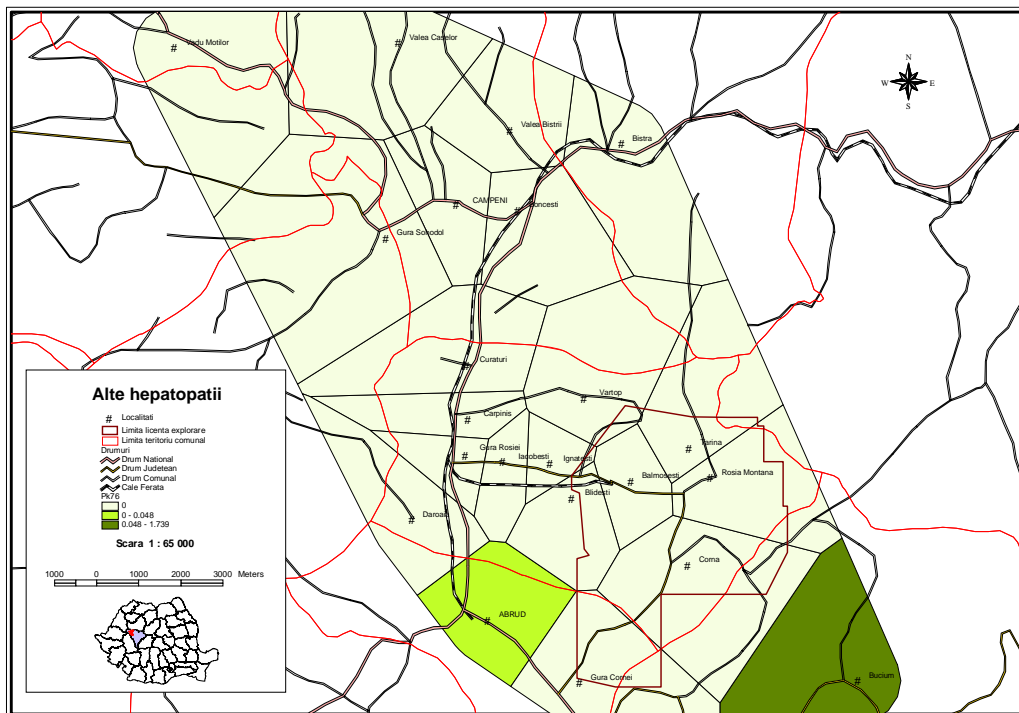 Vadu Motilor
Valea Caselor
N
W E
S
Valea Bistrii
Bistra
CAMPENI
Boncesti
Gura Sohodol
Curaturi
Vartop
Carpinis
Tarina
Gura Rosiei
Iacobesti
Ignatesti
Balmosesti
Rosia Montana
Blidesti
Daroaia
Corna
ABRUD
Gura Cornei
Bucium
Alte hepatopatii
# Localitati
Limita licenta explorare
Limita teritoriu comunal
Drumuri
Drum National
Drum Judetean
Drum Comunal
Cale Ferata
Pk76
0
0 - 0.048
0.048 - 1.739
Scara 1 : 65 000
1000 0 1000 2000 3000 Meters